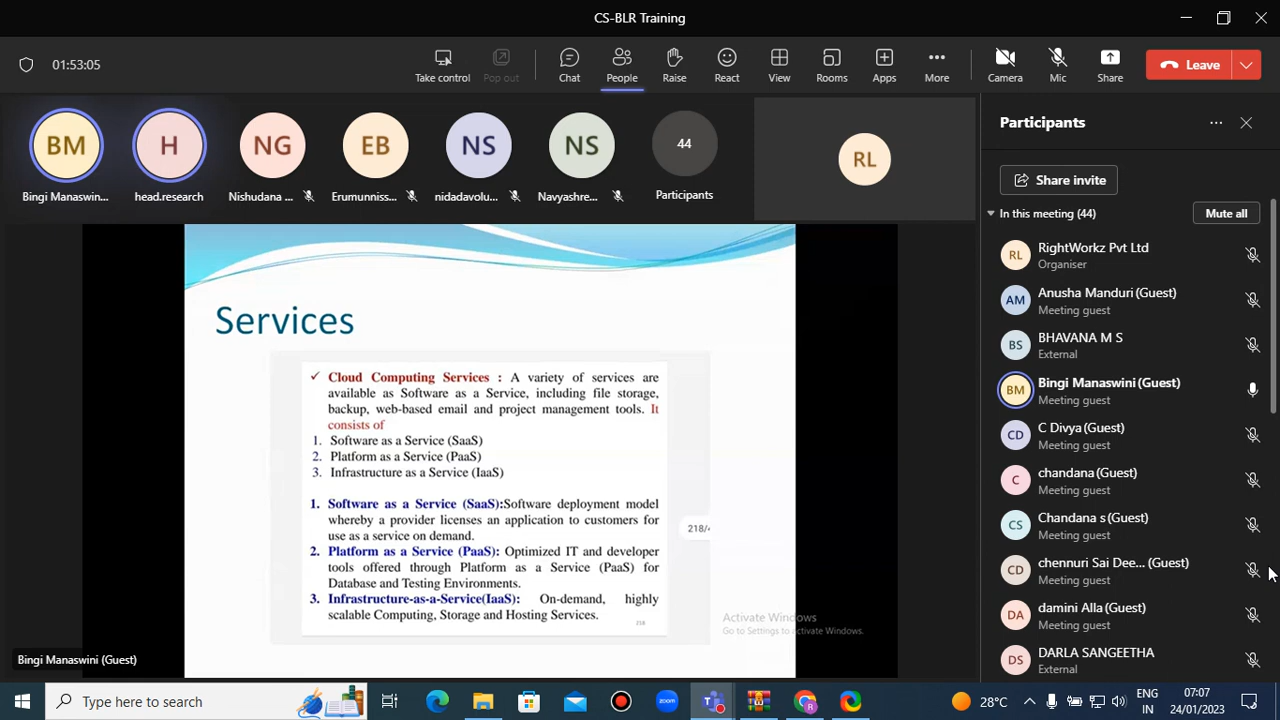 CS-BLR Training
01:53:05
Take control
Pop out
Chat
People
Raise
React
View
Rooms
Apps
More
Camera
Mic
Share
Leave
BM
H
NG
EB
NS
NS
44
RL
Bingi Manaswin...
head.research
Nishudana ...
Erumunniss...
nidadavolu...
Navyashre...
Participants
Services
✓ Cloud Computing Services : A variety of services are
available as Software as a Service, including file storage,
backup, web-based email and project management tools. It
consists of
1. Software as a Service (SaaS)
2. Platform as a Service (PaaS)
3. Infrastructure as a Service (IaaS)
1. Software as a Service (SaaS):Software deployment model
whereby a provider licenses an application to customers for
use as a service on demand.
2. Platform as a Service (PaaS): Optimized IT and developer
tools offered through Platform as a Service (PaaS) for
Database and Testing Environments.
3. Infrastructure-as-a-Service(IaaS): On-demand, highly
scalable Computing, Storage and Hosting Services.
218
218/4
Activate Windows
Go to Settings to activate Windows.
Bingi Manaswini (Guest)
Participants
Share invite
In this meeting (44)
Mute all
RL
RightWorkz Pvt Ltd
Organiser
AM
Anusha Manduri (Guest)
Meeting guest
BS
BHAVANA M S
External
BM
Bingi Manaswini (Guest)
Meeting guest
CD
C Divya (Guest)
Meeting guest
C
chandana (Guest)
Meeting guest
CS
Chandana s (Guest)
Meeting guest
CD
channuri Sai Dee... (Guest)
Meeting guest
DA
damini Alla (Guest)
Meeting guest
DS
DARLA SANGEETHA
External
Type here to search
zoom
28°C
ENG
IN
07:07
24/01/2023